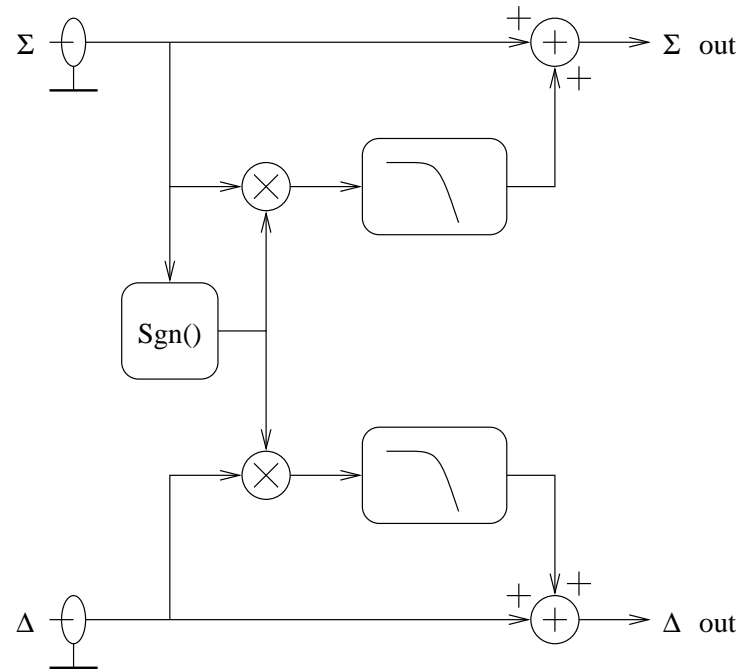 Σ + + Σ out
+
Sgn()
+ +
Δ + Δ out